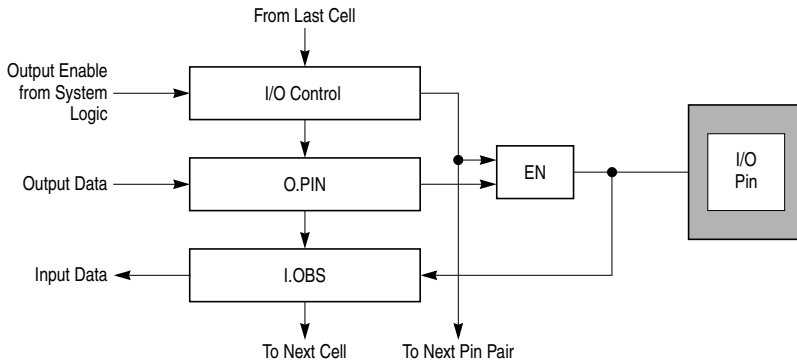 From Last Cell
Output Enable
from System
Logic
I/O Control
Output Data
O.PIN
EN
I/O
Pin
Input Data
I.OBS
To Next Cell
To Next Pin Pair